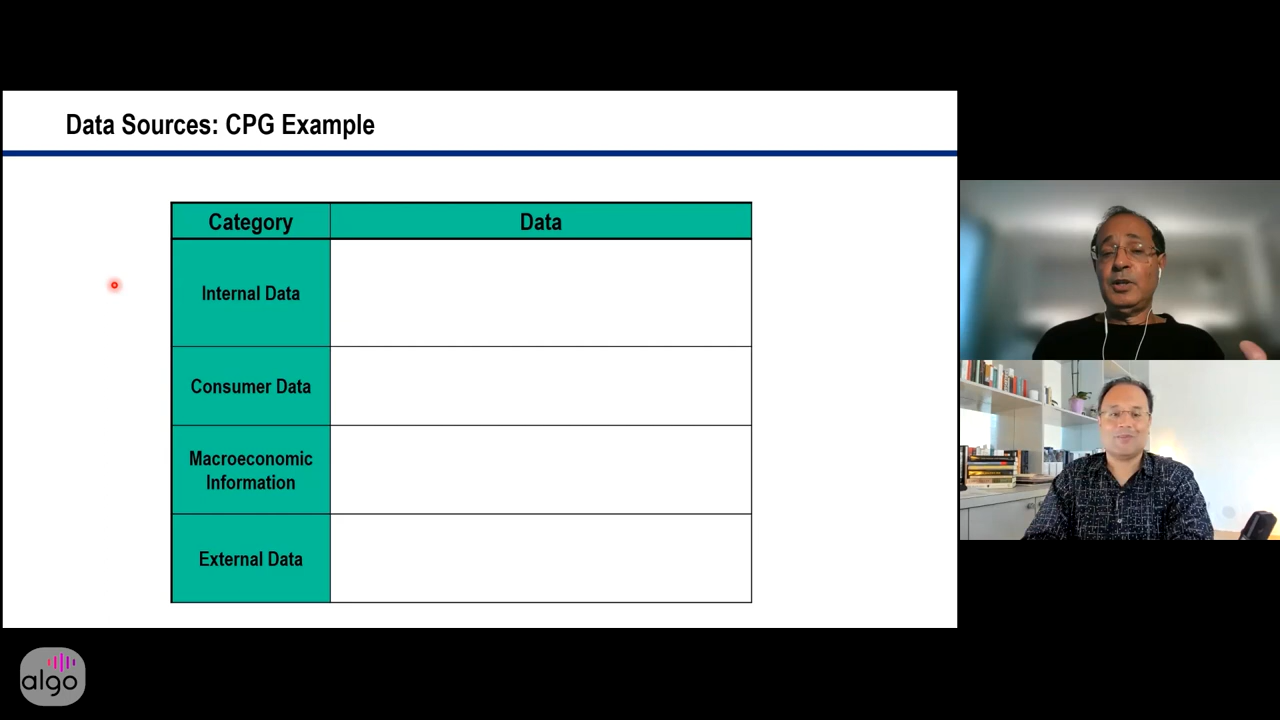 Data Sources: CPG Example
Category
Data
Internal Data
Consumer Data
Macroeconomic
Information
External Data
algo